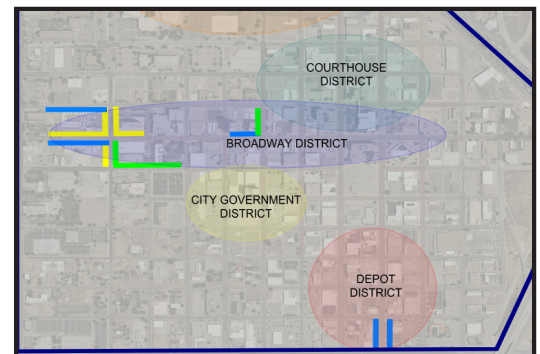 COURTHOUSE
DISTRICT
BROADWAY DISTRICT
CITY GOVERNMENT
DISTRICT
DEPOT
DISTRICT